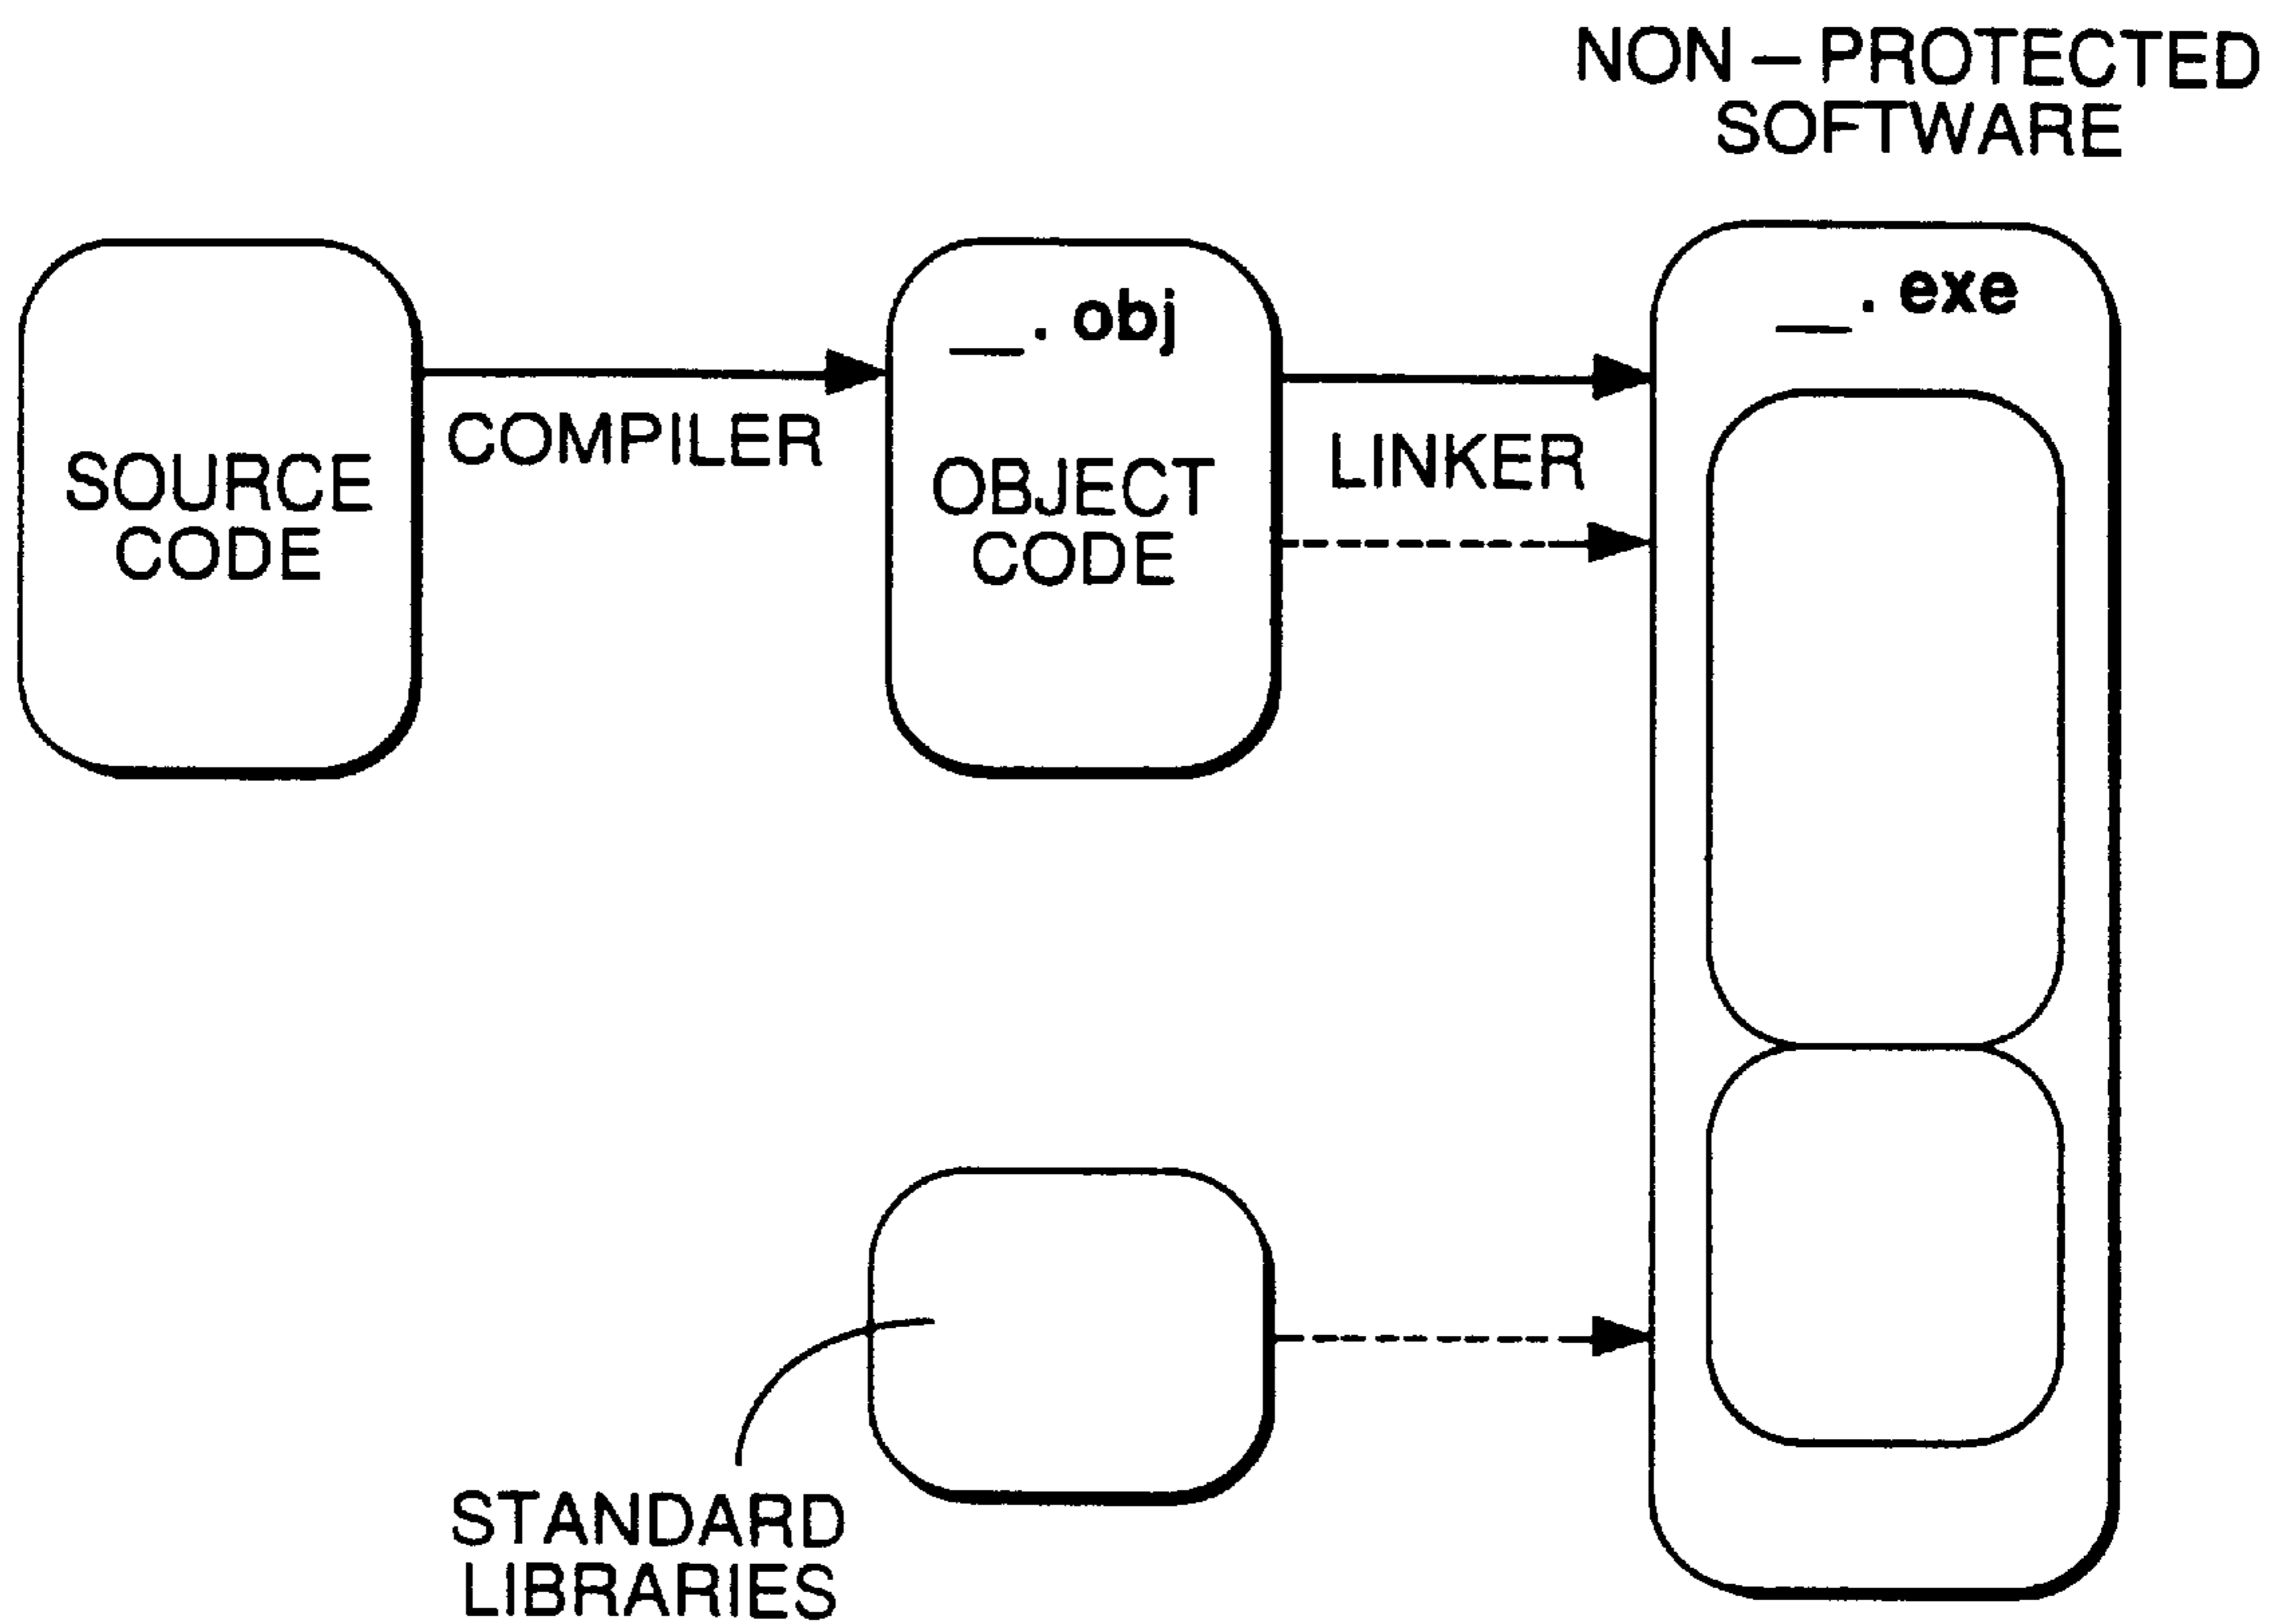 NON – PROTECTED
SOFTWARE
SOURCE
CODE
COMPILER
__. obj
OBJECT
CODE
LINKER
__. exe
STANDARD
LIBRARIES